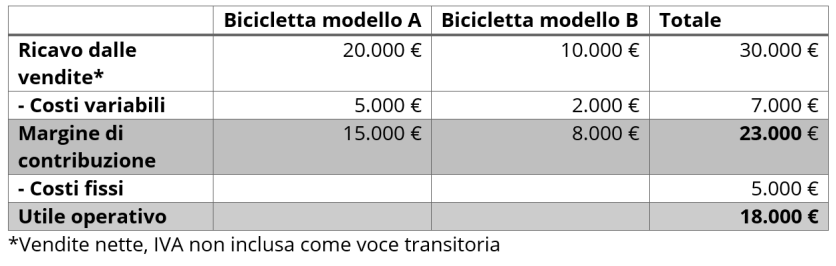 Bicicletta modello A Bicicletta modello B Totale
Ricavo dalle vendite* 20.000 € 10.000 € 30.000 €
- Costi variabili 5.000 € 2.000 € 7.000 €
Margine di contribuzione 15.000 € 8.000 € 23.000 €
- Costi fissi 5.000 €
Utile operativo 18.000 €
*Vendite nette, IVA non inclusa come voce transitoria